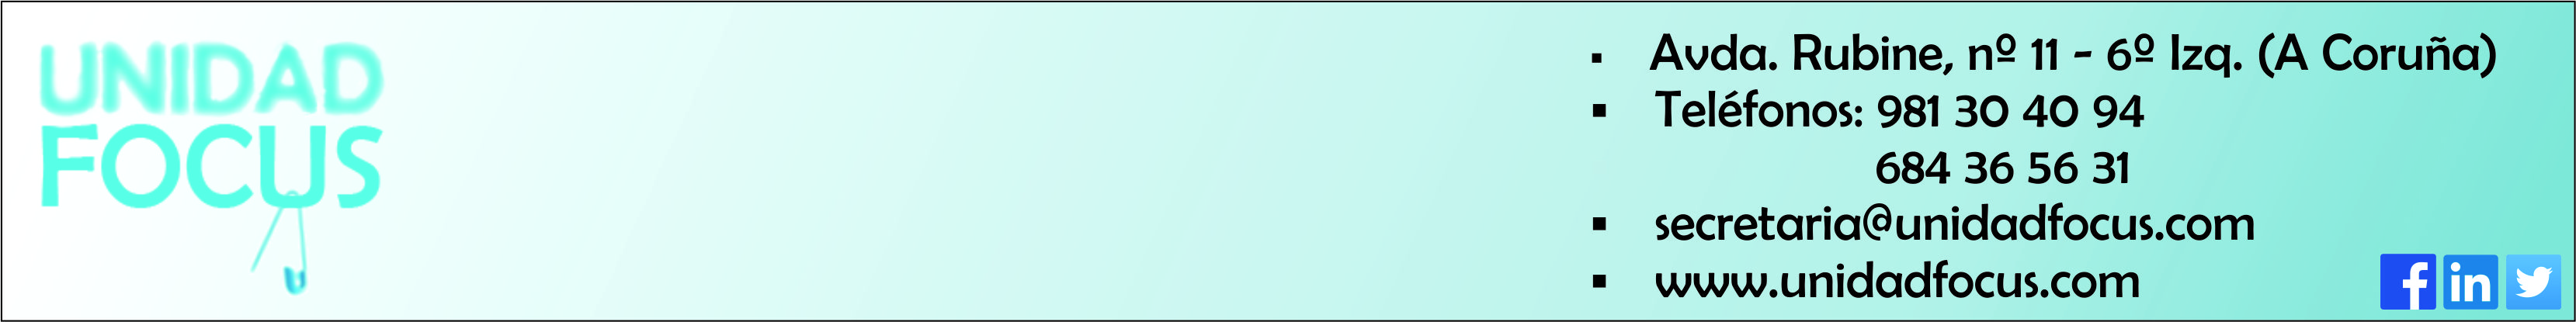 UNIDAD
FOCUS
▪ Avda. Rubine, nº 11 - 6º Izq. (A Coruña)
▪ Teléfonos: 981 30 40 94
684 36 56 31
▪ secretaria@unidadfocus.com
▪ www.unidadfocus.com